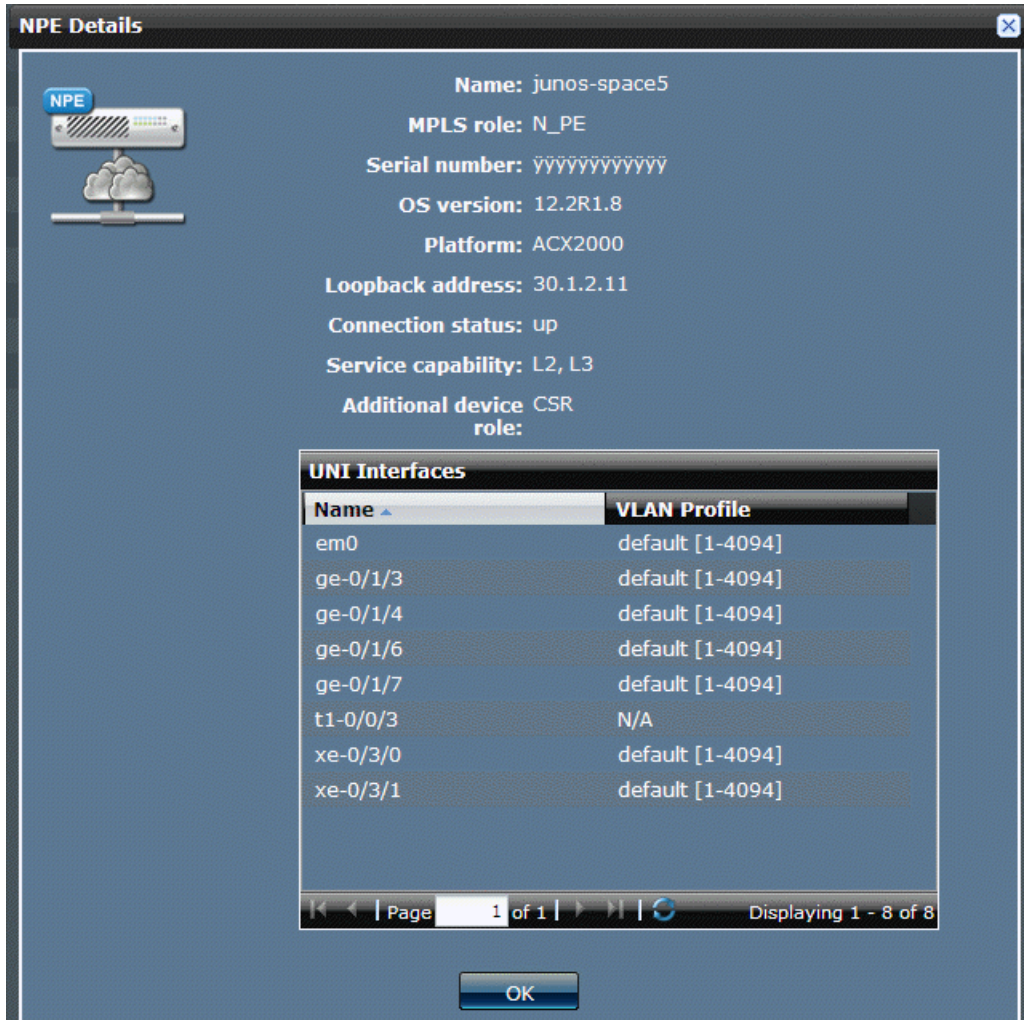 NPE Details
NPE
Name: junos-space5
MPLS role: N_PE
Serial number: ÿÿÿÿÿÿÿÿÿÿÿÿ
OS version: 12.2R1.8
Platform: ACX2000
Loopback address: 30.1.2.11
Connection status: up
Service capability: L2, L3
Additional device CSR
role:
UNI Interfaces
Name VLAN Profile
em0 default [1-4094]
ge-0/1/3 default [1-4094]
ge-0/1/4 default [1-4094]
ge-0/1/6 default [1-4094]
ge-0/1/7 default [1-4094]
t1-0/0/3 N/A
xe-0/3/0 default [1-4094]
xe-0/3/1 default [1-4094]
Page 1 of 1 Displaying 1 - 8 of 8
OK